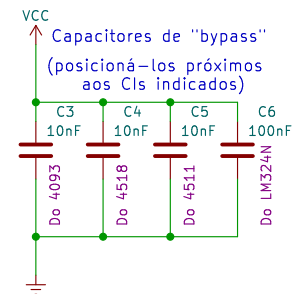 VCC
Capacitores de "bypass"
(posicioná-los próximos
aos CIs indicados)
C3 C4 C5 C6
10nF 10nF 10nF 100nF
Do 4093 Do 4518 Do 4511 Do LM324N